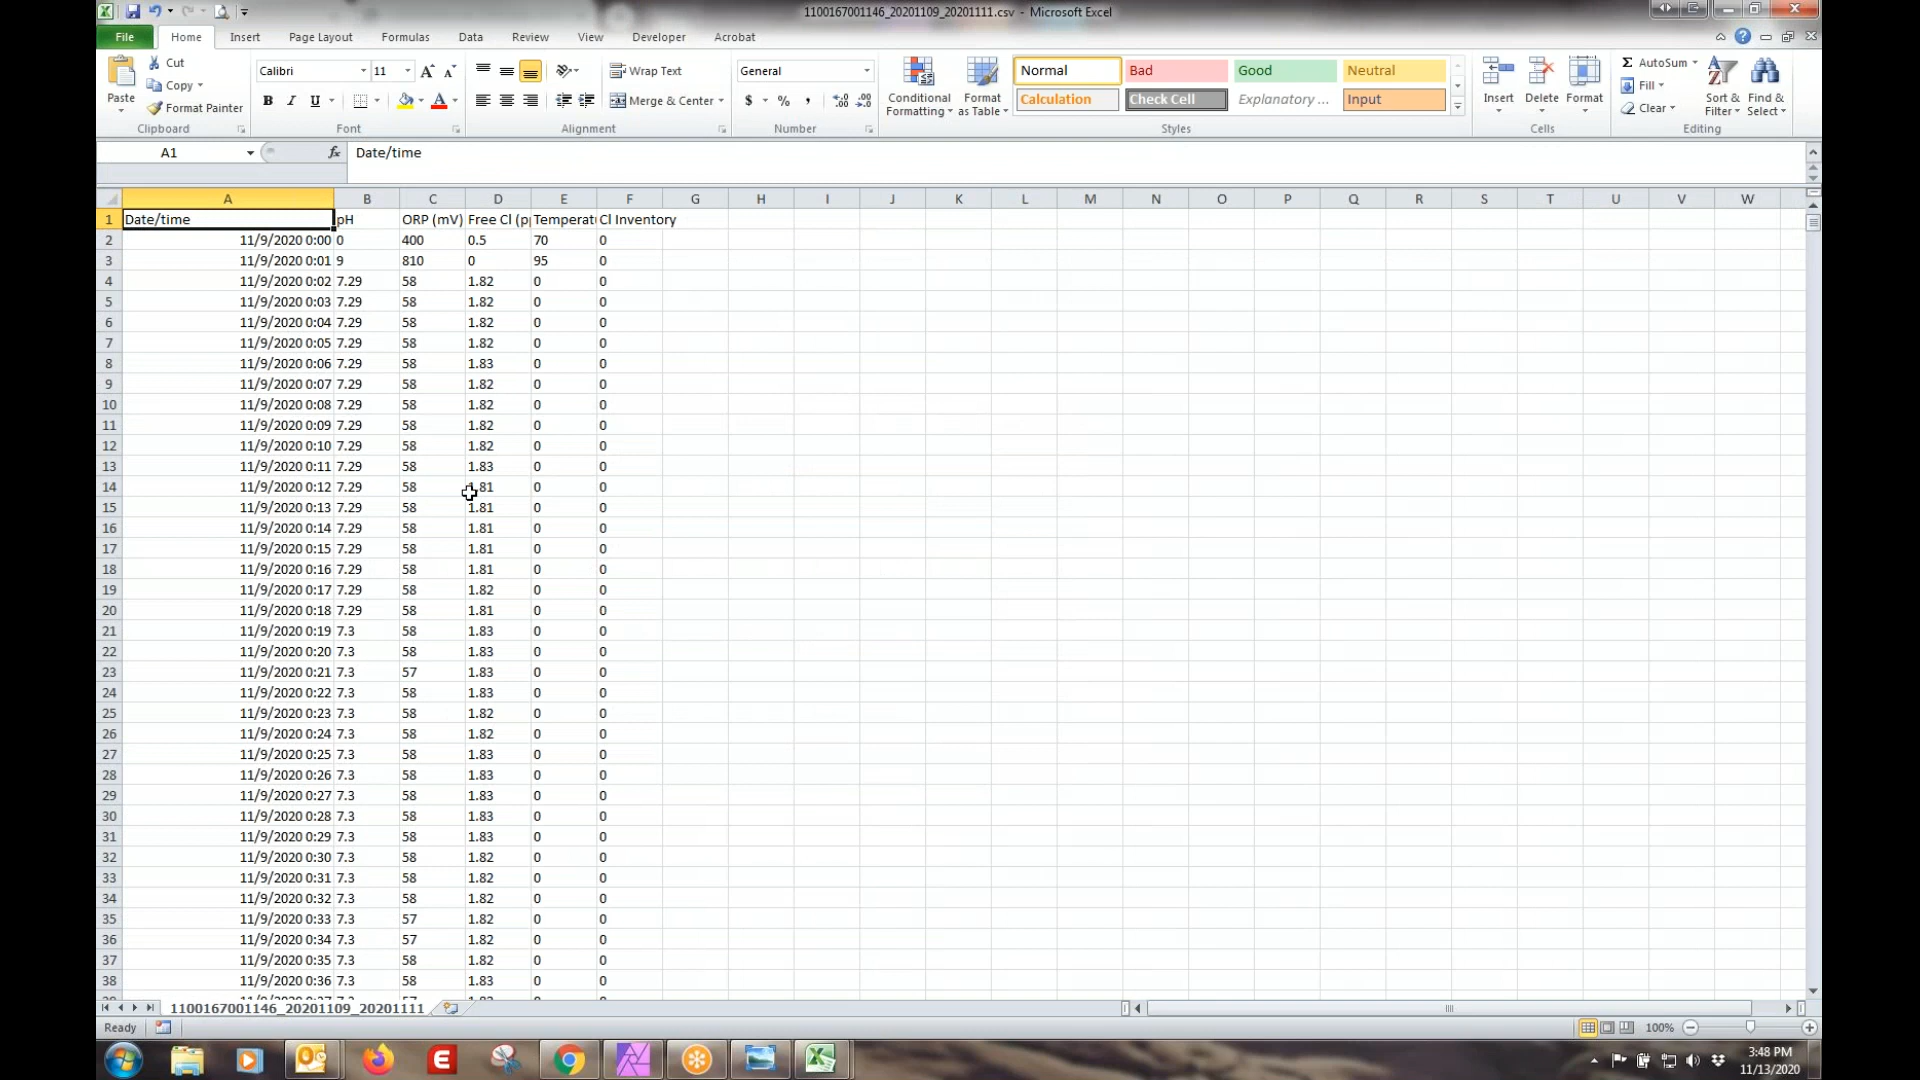 1100167001146_20201109_20201111.csv - Microsoft Excel
File Home Insert Page Layout Formulas Data Review View Developer Acrobat
Paste Cut Copy Format Painter Clipboard
Calibri 11 B I U Font
Wrap Text Merge & Center Alignment
General $ % , Number
Conditional Formatting Format as Table
Normal Bad Good Neutral
Calculation Check Cell Explanatory ... Input
Styles
Insert Delete Format Cells
Σ AutoSum Fill Clear Sort & Filter Find & Select Editing
A1 fx Date/time
A B C D E F G H I J K L M N O P Q R S T U V W
1 Date/time pH ORP (mV) Free Cl (p Temperatu Cl Inventory
2 11/9/2020 0:00 0 400 0.5 70 0
3 11/9/2020 0:01 9 810 0 95 0
4 11/9/2020 0:02 7.29 58 1.82 0 0
5 11/9/2020 0:03 7.29 58 1.82 0 0
6 11/9/2020 0:04 7.29 58 1.82 0 0
7 11/9/2020 0:05 7.29 58 1.82 0 0
8 11/9/2020 0:06 7.29 58 1.83 0 0
9 11/9/2020 0:07 7.29 58 1.82 0 0
10 11/9/2020 0:08 7.29 58 1.82 0 0
11 11/9/2020 0:09 7.29 58 1.82 0 0
12 11/9/2020 0:10 7.29 58 1.82 0 0
13 11/9/2020 0:11 7.29 58 1.83 0 0
14 11/9/2020 0:12 7.29 58 1.81 0 0
15 11/9/2020 0:13 7.29 58 1.81 0 0
16 11/9/2020 0:14 7.29 58 1.81 0 0
17 11/9/2020 0:15 7.29 58 1.81 0 0
18 11/9/2020 0:16 7.29 58 1.81 0 0
19 11/9/2020 0:17 7.29 58 1.82 0 0
20 11/9/2020 0:18 7.29 58 1.81 0 0
21 11/9/2020 0:19 7.3 58 1.83 0 0
22 11/9/2020 0:20 7.3 58 1.83 0 0
23 11/9/2020 0:21 7.3 57 1.83 0 0
24 11/9/2020 0:22 7.3 58 1.83 0 0
25 11/9/2020 0:23 7.3 58 1.82 0 0
26 11/9/2020 0:24 7.3 58 1.82 0 0
27 11/9/2020 0:25 7.3 58 1.83 0 0
28 11/9/2020 0:26 7.3 58 1.83 0 0
29 11/9/2020 0:27 7.3 58 1.83 0 0
30 11/9/2020 0:28 7.3 58 1.83 0 0
31 11/9/2020 0:29 7.3 58 1.83 0 0
32 11/9/2020 0:30 7.3 58 1.82 0 0
33 11/9/2020 0:31 7.3 58 1.82 0 0
34 11/9/2020 0:32 7.3 58 1.82 0 0
35 11/9/2020 0:33 7.3 57 1.82 0 0
36 11/9/2020 0:34 7.3 57 1.82 0 0
37 11/9/2020 0:35 7.3 58 1.82 0 0
38 11/9/2020 0:36 7.3 58 1.83 0 0
1100167001146_20201109_20201111
Ready 100%
3:48 PM
11/13/2020